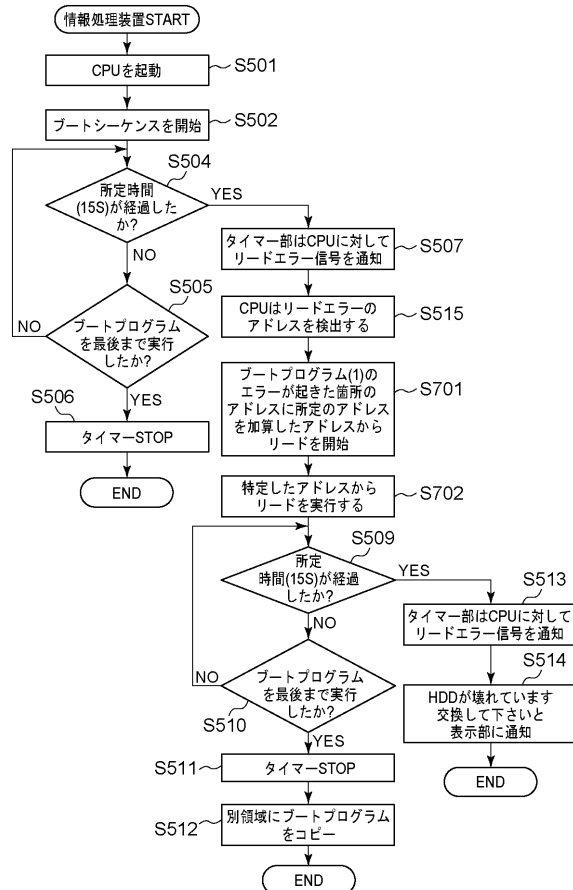 情報処理装置START
CPUを起動
S501
ブートシーケンスを開始
S502
S504
所定時間
(15S)が経過した
か?
YES
NO
S505
ブートプログラム
を最後まで実行
したか?
NO
YES
S506
タイマーSTOP
END
タイマー部はCPUに対して
リードエラー信号を通知
S507
CPUはリードエラーの
アドレスを検出する
S515
ブートプログラム(1)の
エラーが起きた箇所の
アドレスに所定のアドレス
を加算したアドレスから
リードを開始
S701
特定したアドレスから
リードを実行する
S702
S509
所定
時間(15S)が経過
したか?
YES
NO
ブートプログラム
を最後まで実行
したか?
NO
S510
YES
S511
タイマーSTOP
S512
別領域にブートプログラム
をコピー
END
S513
タイマー部はCPUに対して
リードエラー信号を通知
S514
HDDが壊れています
交換して下さいと
表示部に通知
END